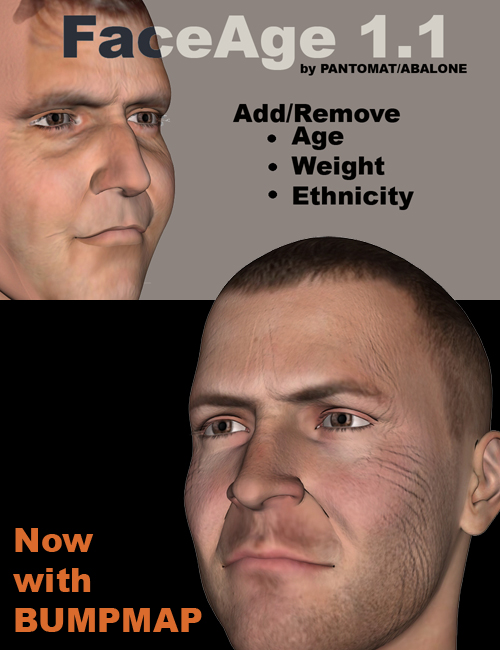 FaceAge 1.1
by PANTOMAT/ABALONE
Add/Remove
• Age
• Weight
• Ethnicity
Now
with
BUMPMAP